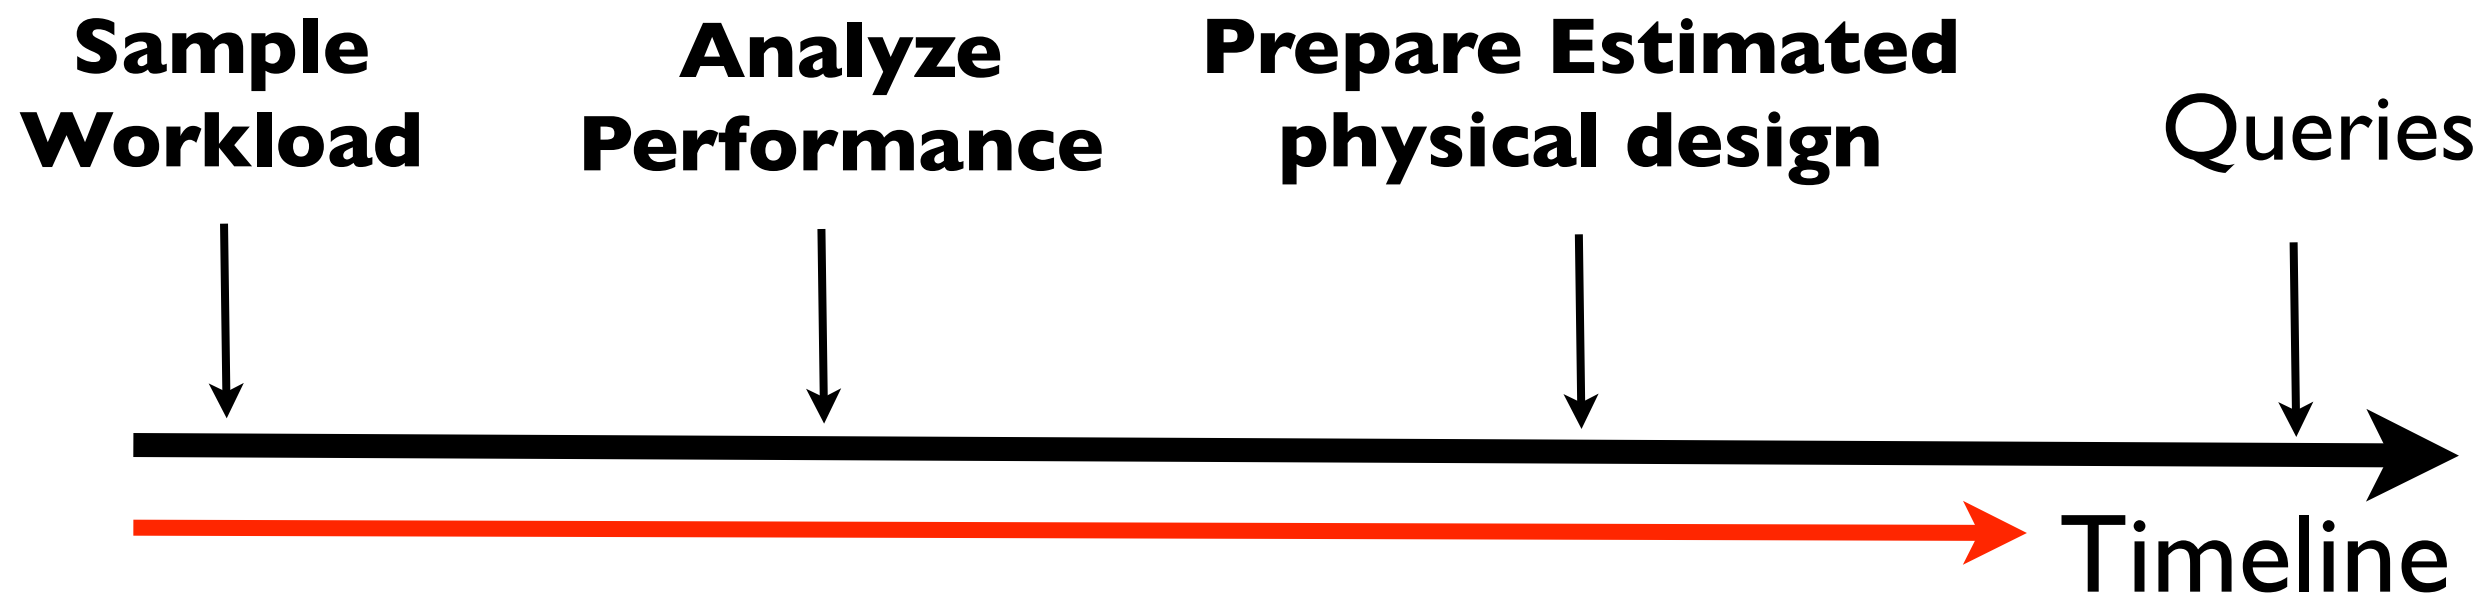 Sample
Workload
Analyze
Performance
Prepare Estimated
physical design
Queries
Timeline